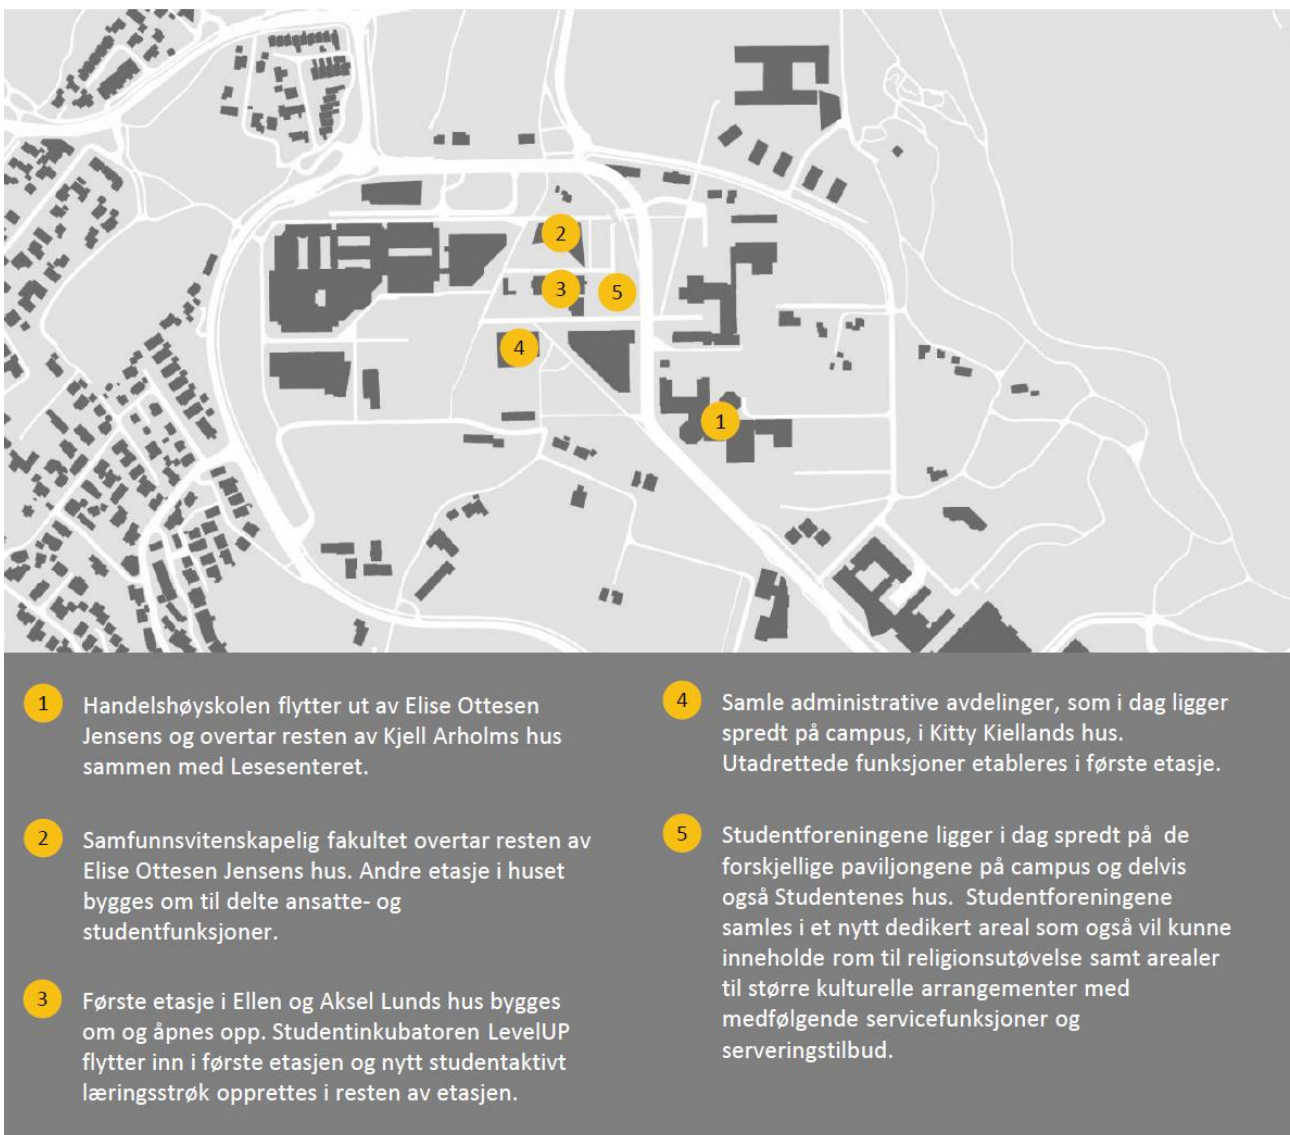 2
3
5
4
1
1
Handelshøyskolen flytter ut av Elise Ottesen
Jensens og overtar resten av Kjell Arholms hus
sammen med Lesesenteret.
2
Samfunnsvitenskapelig fakultet overtar resten av
Elise Ottesen Jensens hus. Andre etasje i huset
bygges om til delte ansatte- og
studentfunksjoner.
3
Første etasje i Ellen og Aksel Lunds hus bygges
om og åpnes opp. Studentinkubatoren LevelUP
flytter inn i første etasjen og nytt studentaktivt
læringsstrøk opprettes i resten av etasjen.
4
Samle administrative avdelinger, som i dag ligger
spredt på campus, i Kitty Kiellands hus.
Utadrettede funksjoner etableres i første etasje.
5
Studentforeningene ligger i dag spredt på de
forskjellige paviljongene på campus og delvis
også Studentenes hus. Studentforeningene
samles i et nytt dedikert areal som også vil kunne
inneholde rom til religionsutøvelse samt arealer
til større kulturelle arrangementer med
medfølgende servicefunksjoner og
serveringstilbud.